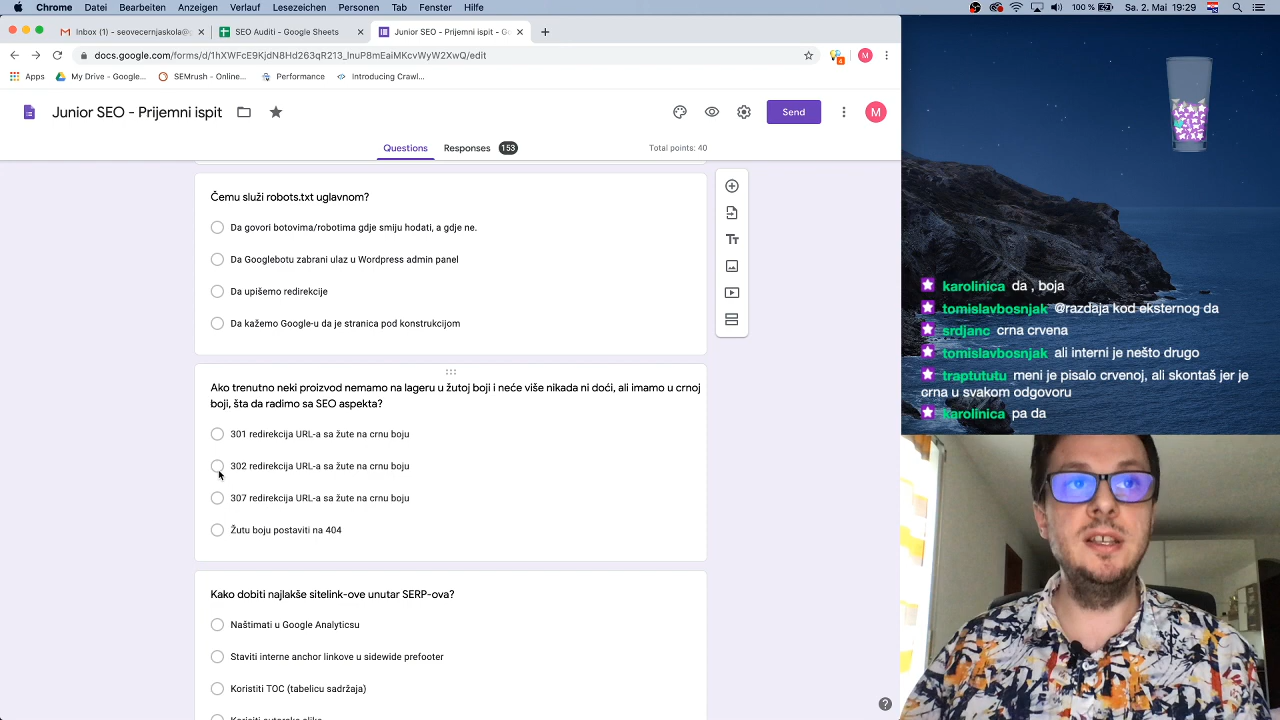 Chrome Datei Bearbeiten Anzeigen Verlauf Lesezeichen Personen Tab Fenster Hilfe
100 % Sa. 2. Mai 19:29
Inbox (1) - seovecernjaskola@g
SEO Auditi - Google Sheets
Junior SEO - Prijemni ispit - Go
docs.google.com/forms/d/1hXWFcE9KjdNBHd263qR213_lnuP8mEaiMKcvWyW2XwQ/edit
4
M
Apps
My Drive - Google...
SEMrush - Online...
Performance
Introducing Crawl...
Junior SEO - Prijemni ispit
Send
M
Questions
Responses 153
Total points: 40
Čemu služi robots.txt uglavnom?
Da govori botovima/robotima gdje smiju hodati, a gdje ne.
Da Googlebotu zabrani ulaz u Wordpress admin panel
Da upišemo redirekcije
Da kažemo Google-u da je stranica pod konstrukcijom
Ako trenutno neki proizvod nemamo na lageru u žutoj boji i neće više nikada ni doći, ali imamo u crnoj
boji, šta da radimo sa SEO aspekta?
301 redirekcija URL-a sa žute na crnu boju
302 redirekcija URL-a sa žute na crnu boju
307 redirekcija URL-a sa žute na crnu boju
Žutu boju postaviti na 404
Kako dobiti najlakše sitelink-ove unutar SERP-ova?
Naštimati u Google Analyticsu
Staviti interne anchor linkove u sidewide prefooter
Koristiti TOC (tabelicu sadržaja)
karolinica da , boja
tomislavbosnjak @razdaja kod eksternog da
srdjanc crna crvena
tomislavbosnjak ali interni je nešto drugo
traptututu meni je pisalo crvenoj, ali skontaš jer je
crna u svakom odgovoru
karolinica pa da